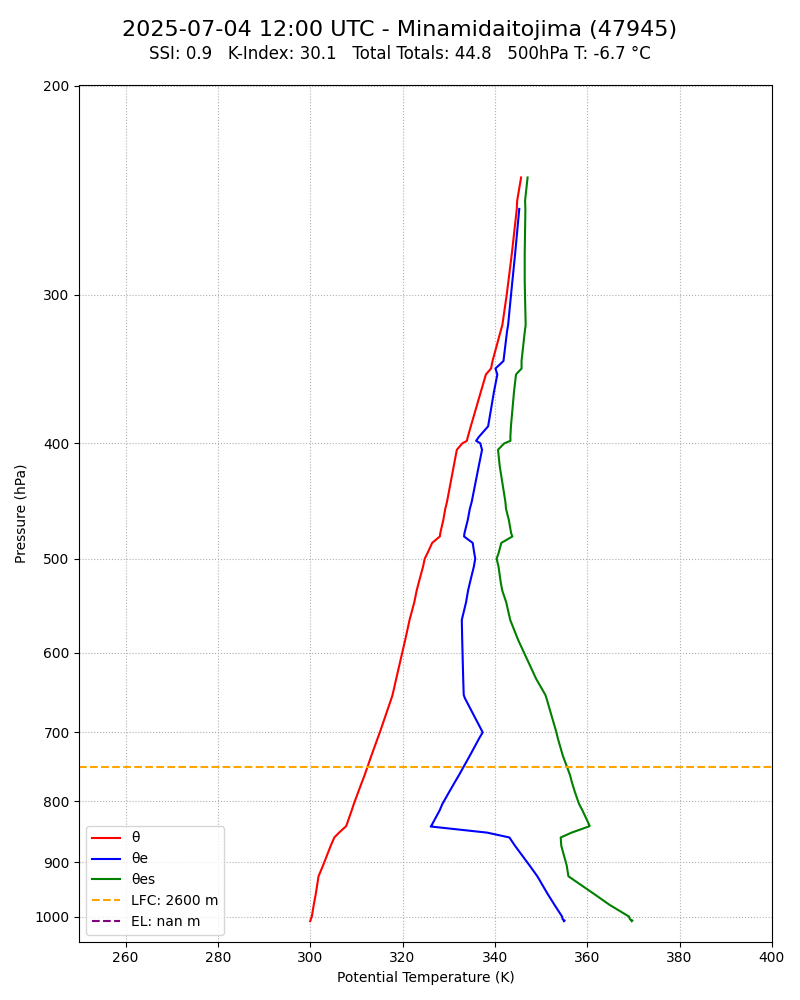 2025-07-04 12:00 UTC - Minamidaitojima (47945)
SSI: 0.9   K-Index: 30.1   Total Totals: 44.8   500hPa T: -6.7 °C
200
300
400
500
600
700
800
900
1000
Pressure (hPa)
θ
θe
θes
LFC: 2600 m
EL: nan m
260
280
300
320
340
360
380
400
Potential Temperature (K)